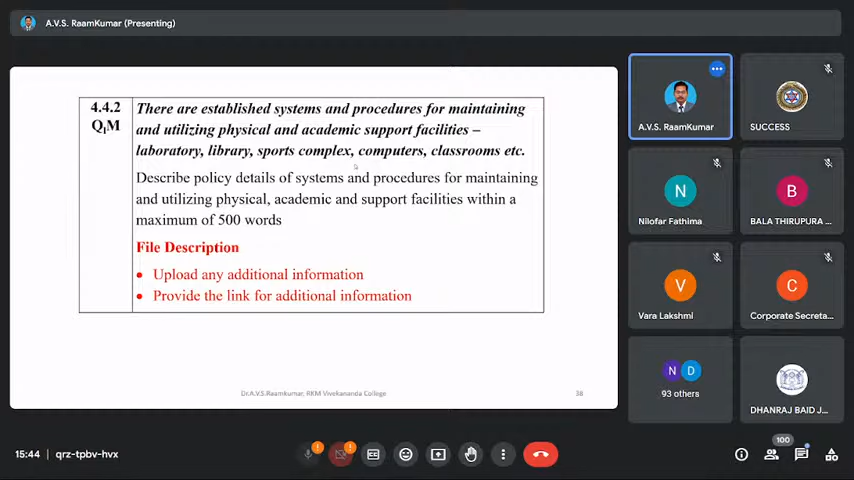 A.V.S. RaamKumar (Presenting)
4.4.2
QlM
There are established systems and procedures for maintaining
and utilizing physical and academic support facilities –
laboratory, library, sports complex, computers, classrooms etc.
Describe policy details of systems and procedures for maintaining
and utilizing physical, academic and support facilities within a
maximum of 500 words
File Description
• Upload any additional information
• Provide the link for additional information
Dr.A.V.S.Raamkumar, RKM Vivekananda College
38
A.V.S. RaamKumar
SUCCESS
N
Nilofar Fathima
B
BALA THIRUPURA ...
V
Vara Lakshmi
C
Corporate Secreta...
N D
93 others
DHANRAJ BAID J...
15:44 | qrz-tpbv-hvx
100